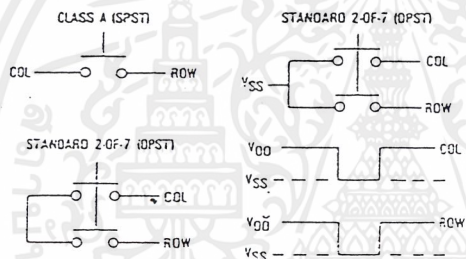 CLASS A (SPST)
COL
ROW
STANDARD 2-OF-7 (DPST)
COL
ROW
STANDARD 2-OF-7 (DPST)
VSS
COL
ROW
VDD
COL
VSS
VDD
ROW
VSS